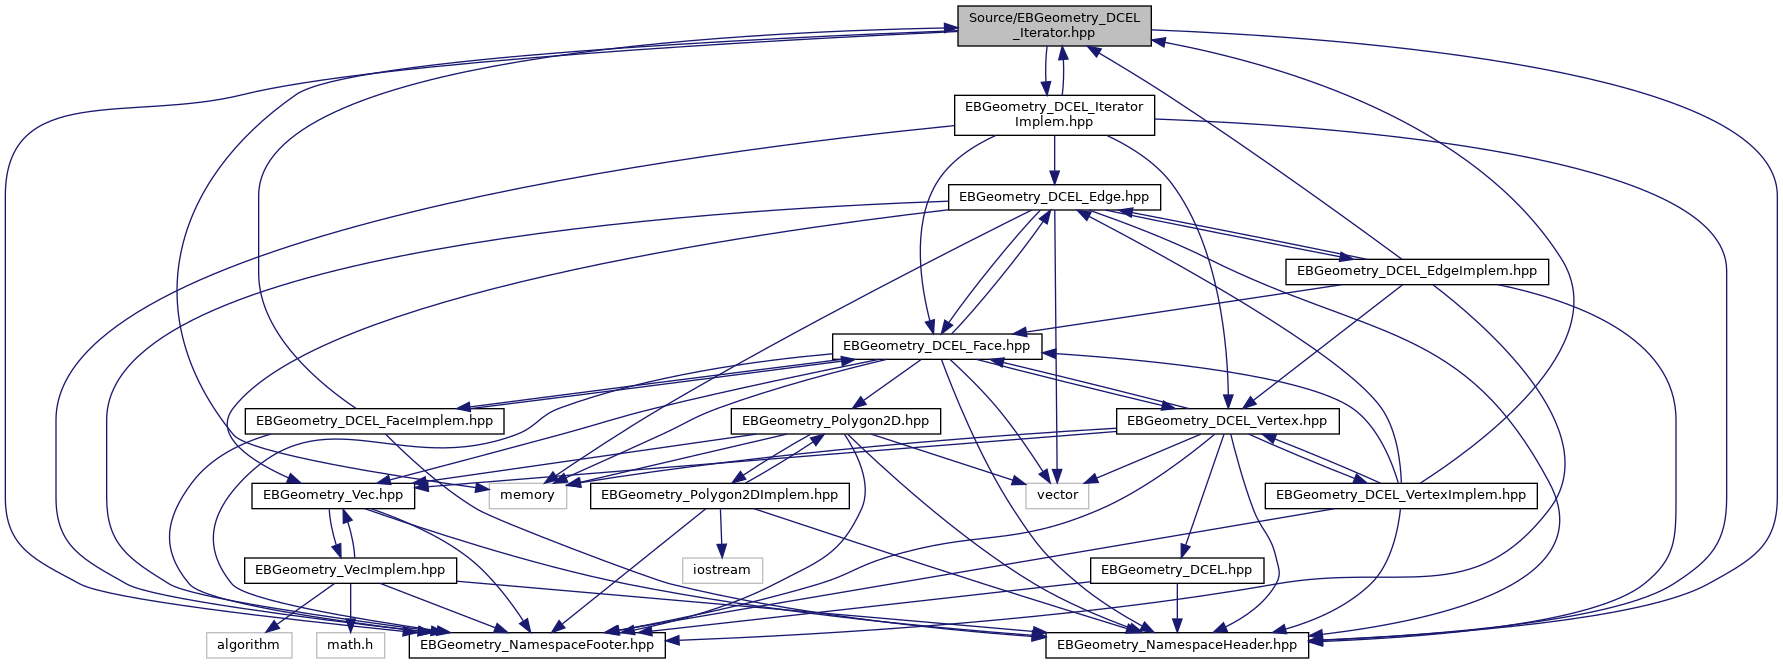 Source/EBGeometry_DCEL
_Iterator.hpp
EBGeometry_DCEL_Iterator
Implem.hpp
EBGeometry_DCEL_Edge.hpp
EBGeometry_DCEL_EdgeImplem.hpp
EBGeometry_DCEL_Face.hpp
EBGeometry_DCEL_FaceImplem.hpp
EBGeometry_Polygon2D.hpp
EBGeometry_DCEL_Vertex.hpp
EBGeometry_Vec.hpp
memory
EBGeometry_Polygon2DImplem.hpp
vector
EBGeometry_DCEL_VertexImplem.hpp
EBGeometry_VecImplem.hpp
iostream
EBGeometry_DCEL.hpp
algorithm
math.h
EBGeometry_NamespaceFooter.hpp
EBGeometry_NamespaceHeader.hpp